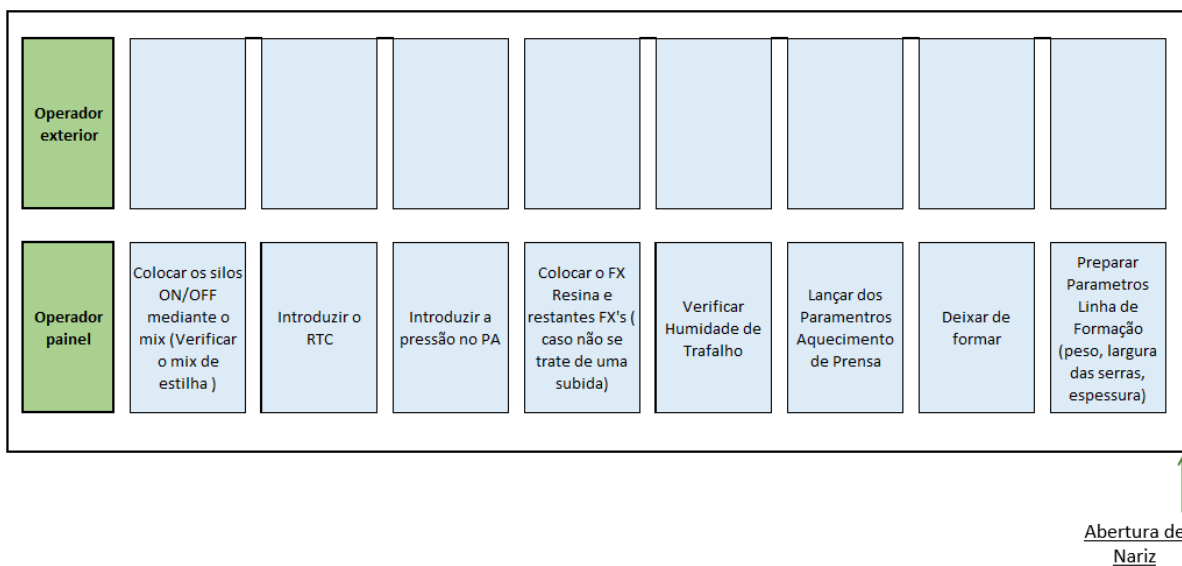 Operador
exterior
Operador
painel
Colocar os silos
ON/OFF
mediante o
mix (Verificar
o mix de
estilha )
Introduzir o
RTC
Introduzir a
pressão no PA
Colocar o FX
Resina e
restantes FX's (
caso não se
trate de uma
subida)
Verificar
Humidade de
Trafalho
Lançar dos
Paramentros
Aquecimento
de Prensa
Deixar de
formar
Preparar
Parametros
Linha de
Formação
(peso, largura
das serras,
espessura)
Abertura de
Nariz